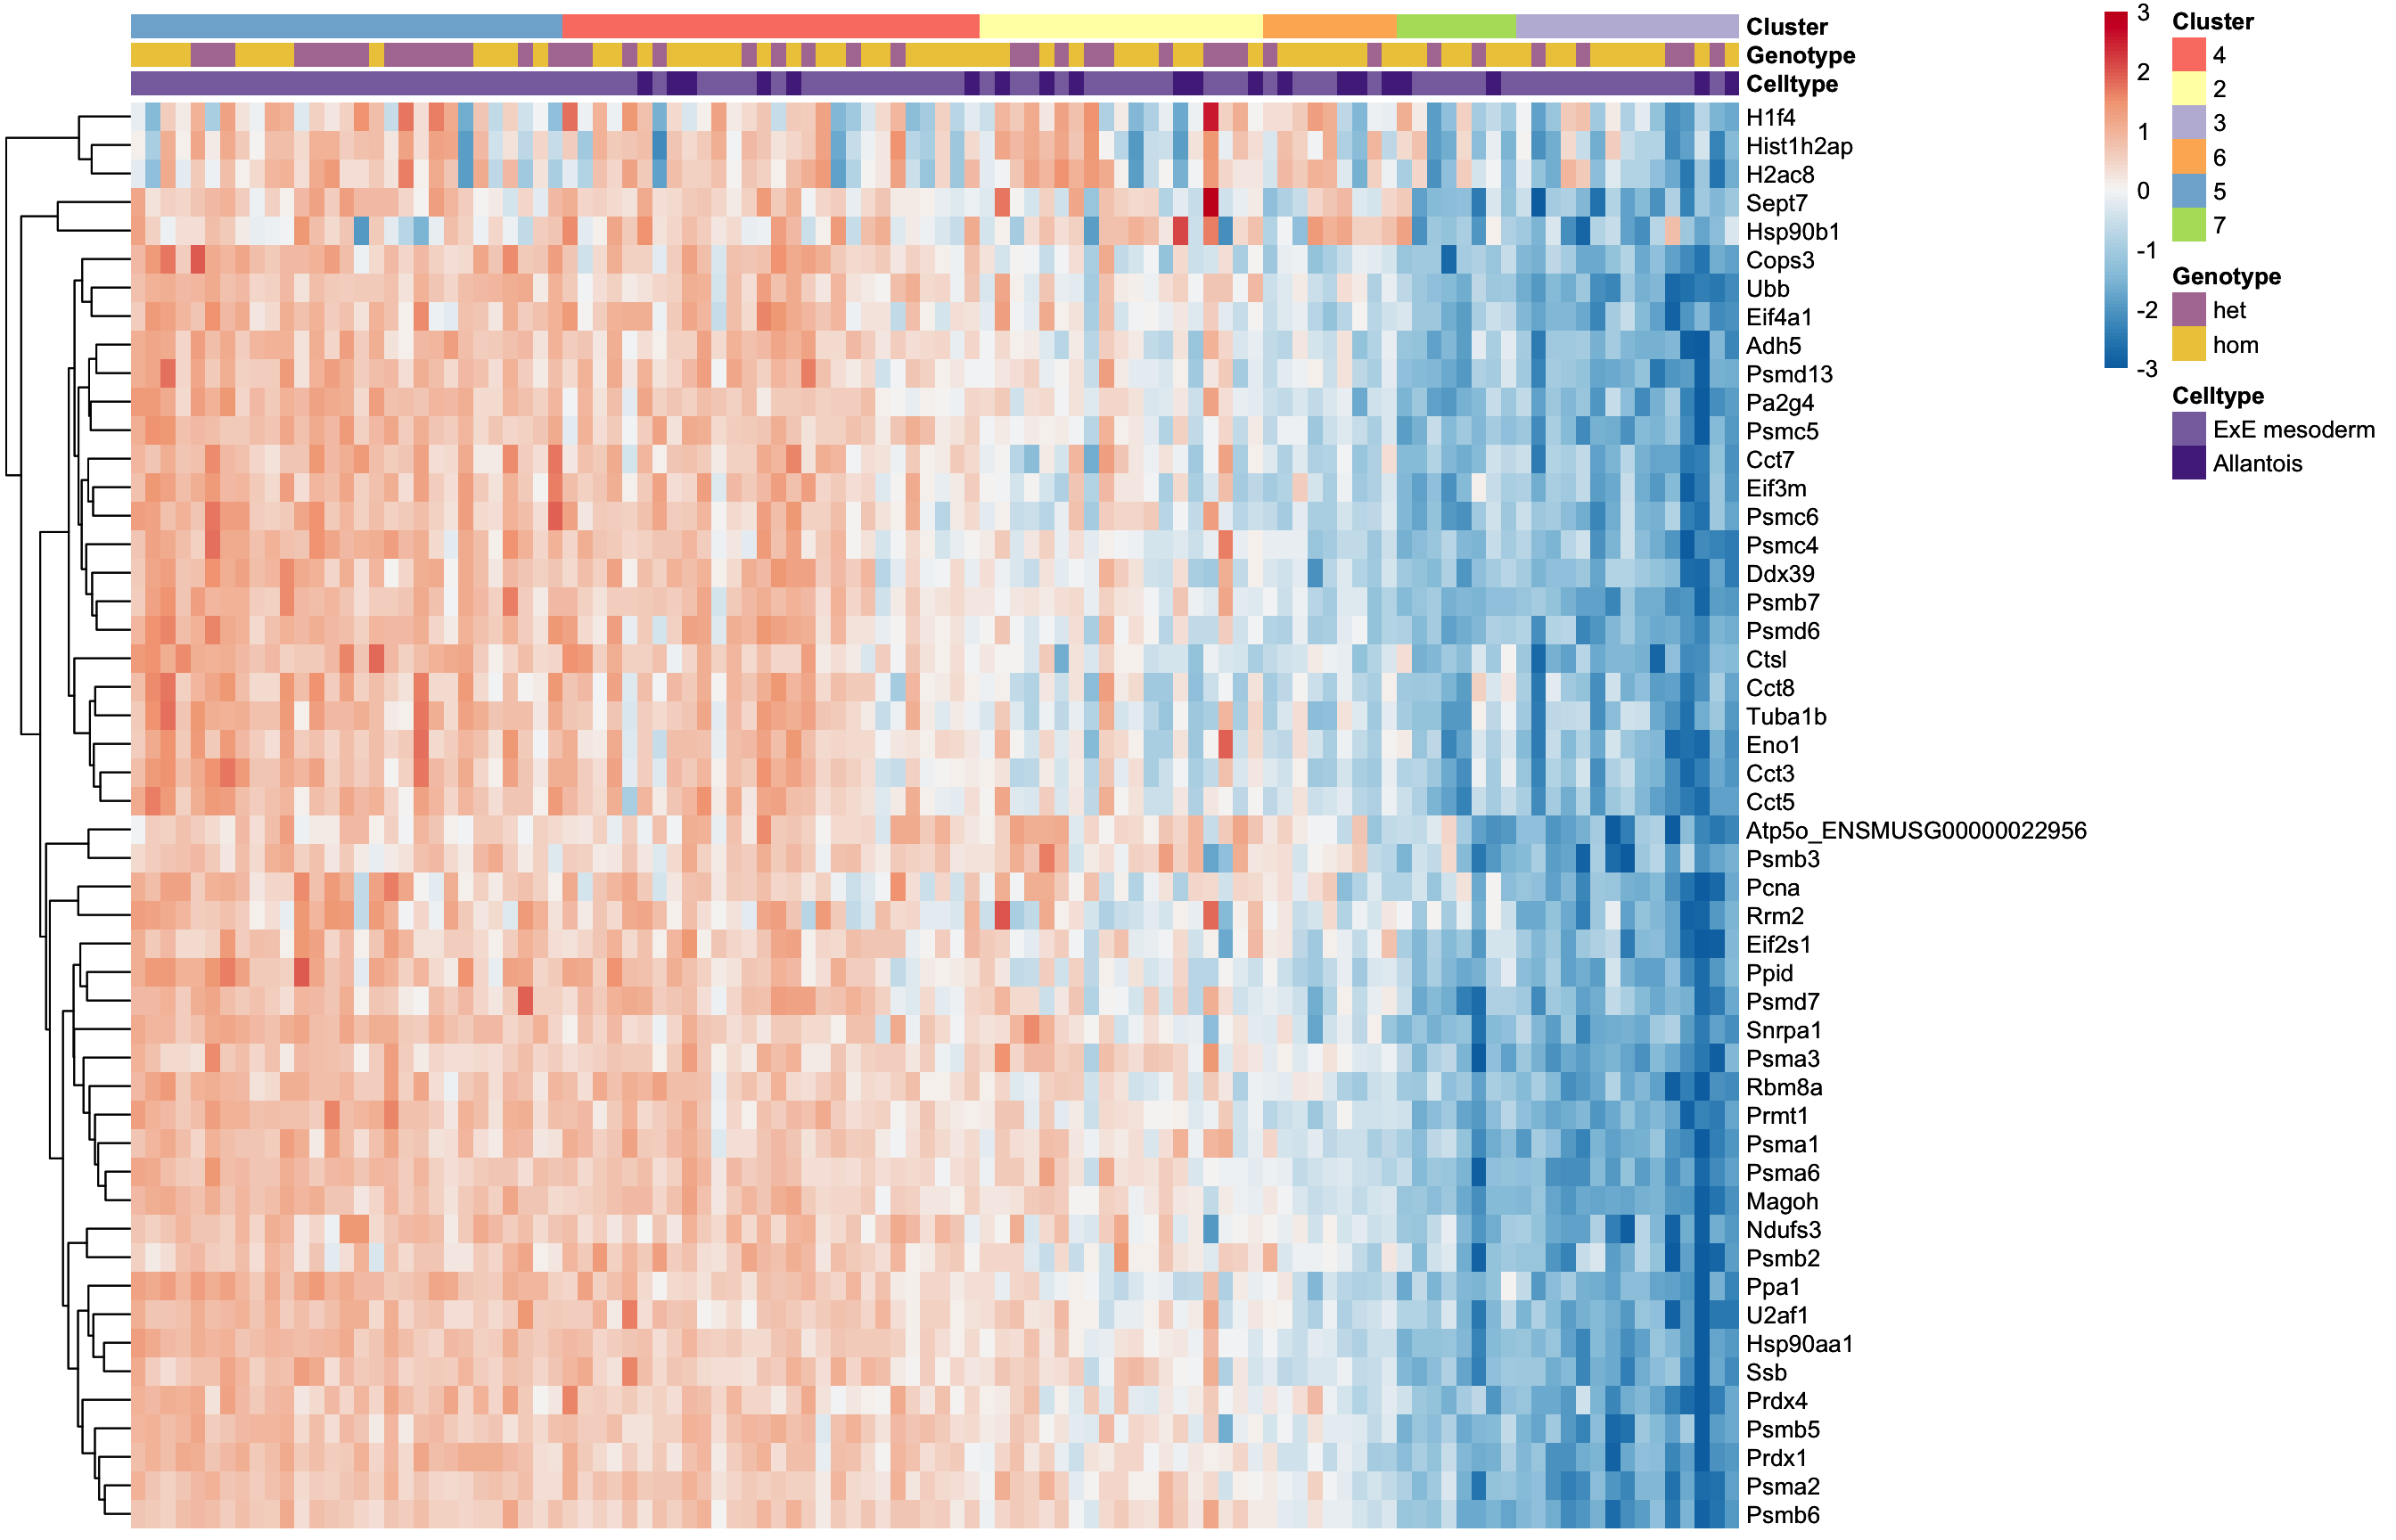 Cluster
Genotype
Celltype
H1f4
Hist1h2ap
H2ac8
Sept7
Hsp90b1
Cops3
Ubb
Eif4a1
Adh5
Psmd13
Pa2g4
Psmc5
Cct7
Eif3m
Psmc6
Psmc4
Ddx39
Psmb7
Psmd6
Ctsl
Cct8
Tuba1b
Eno1
Cct3
Cct5
Atp5o_ENSMUSG00000022956
Psmb3
Pcna
Rrm2
Eif2s1
Ppid
Psmd7
Snrpa1
Psma3
Rbm8a
Prmt1
Psma1
Psma6
Magoh
Ndufs3
Psmb2
Ppa1
U2af1
Hsp90aa1
Ssb
Prdx4
Psmb5
Prdx1
Psma2
Psmb6
3
2
1
0
-1
-2
-3
Cluster
4
2
3
6
5
7
Genotype
het
hom
Celltype
ExE mesoderm
Allantois